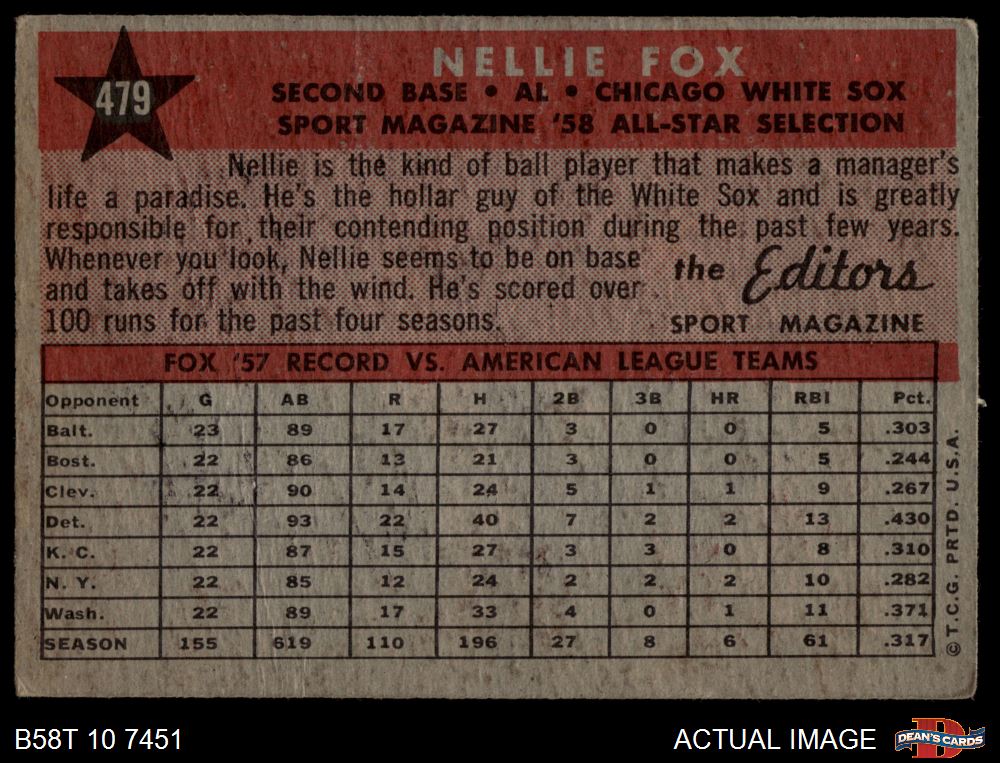 479
NELLIE FOX
SECOND BASE • AL • CHICAGO WHITE SOX
SPORT MAGAZINE '58 ALL-STAR SELECTION
Nellie is the kind of ball player that makes a manager's
life a paradise. He's the hollar guy of the White Sox and is greatly
responsible for their contending position during the past few years.
Whenever you look, Nellie seems to be on base
and takes off with the wind. He's scored over
100 runs for the past four seasons.
the Editors
SPORT MAGAZINE
FOX '57 RECORD VS. AMERICAN LEAGUE TEAMS
Opponent G AB R H 2B 3B HR RBI Pct.
Balt. 23 89 17 27 3 0 0 5 .303
Bost. 22 86 13 21 3 0 0 5 .244
Clev. 22 90 14 24 5 1 1 9 .267
Det. 22 93 22 40 7 2 2 13 .430
K. C. 22 87 15 27 3 3 0 8 .310
N. Y. 22 85 12 24 2 2 2 10 .282
Wash. 22 89 17 33 4 0 1 11 .371
SEASON 155 619 110 196 27 8 6 61 .317
© T.C.G. PRTD. U.S.A.
B58T 10 7451
ACTUAL IMAGE
DEAN'S CARDS